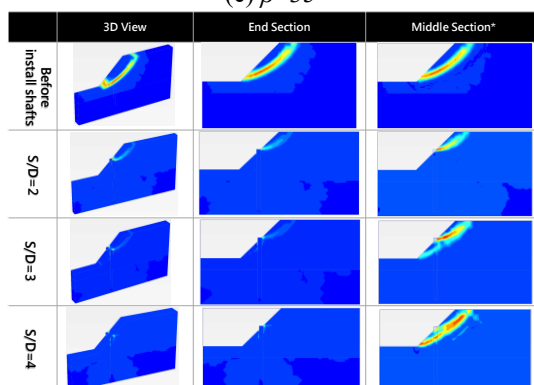 3D View
End Section
Middle Section*
Before
install shafts
S/D=2
S/D=3
S/D=4